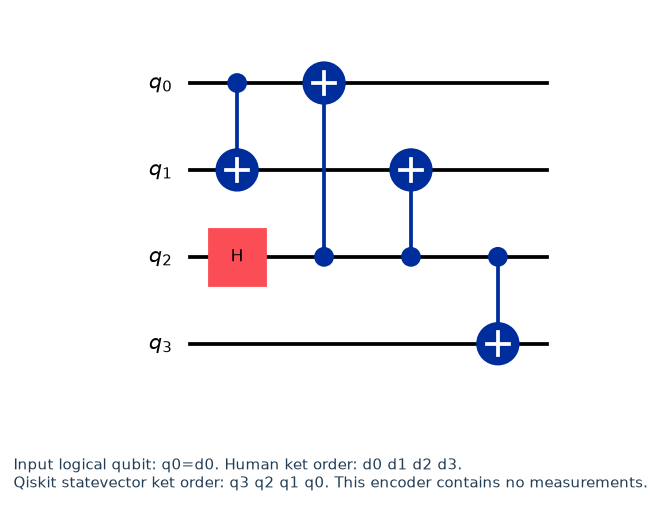 q0
q1
H
q2
q3
Input logical qubit: q0=d0. Human ket order: d0 d1 d2 d3.
Qiskit statevector ket order: q3 q2 q1 q0. This encoder contains no measurements.